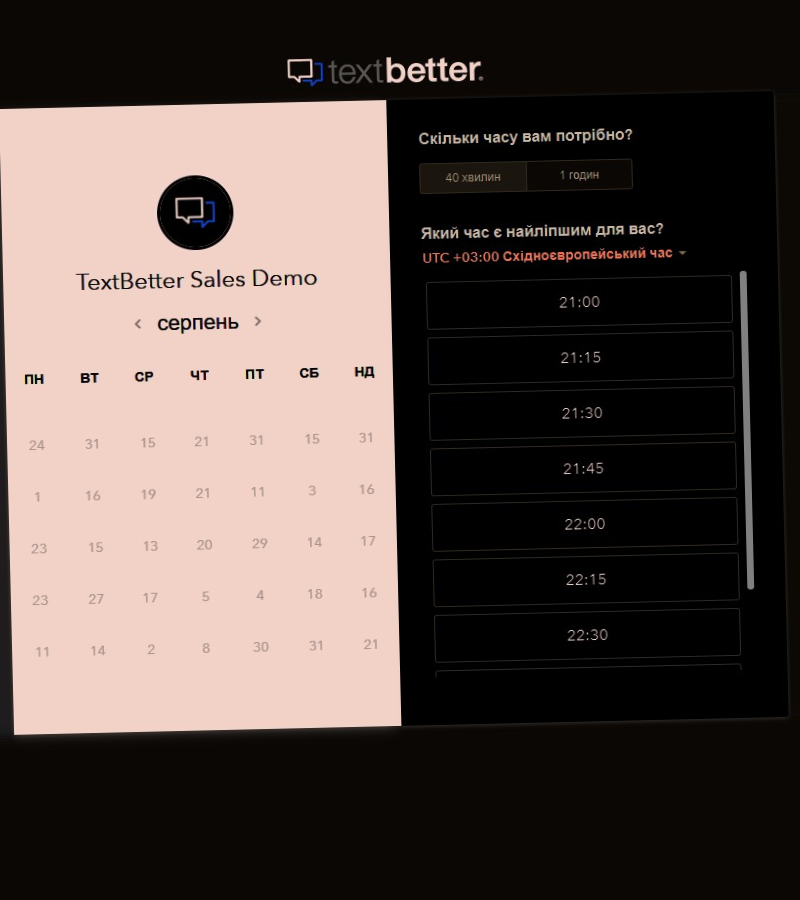 textbetter.
TextBetter Sales Demo
серпень
ПН ВТ СР ЧТ ПТ СБ НД
24 31 15 21 31 15 31
1 16 19 21 11 3 16
23 15 13 20 29 14 17
23 27 17 5 4 18 16
11 14 2 8 30 31 21
Скільки часу вам потрібно?
40 хвилин 1 годин
Який час є найліпшим для вас?
UTC +03:00 Східноєвропейський час
21:00
21:15
21:30
21:45
22:00
22:15
22:30